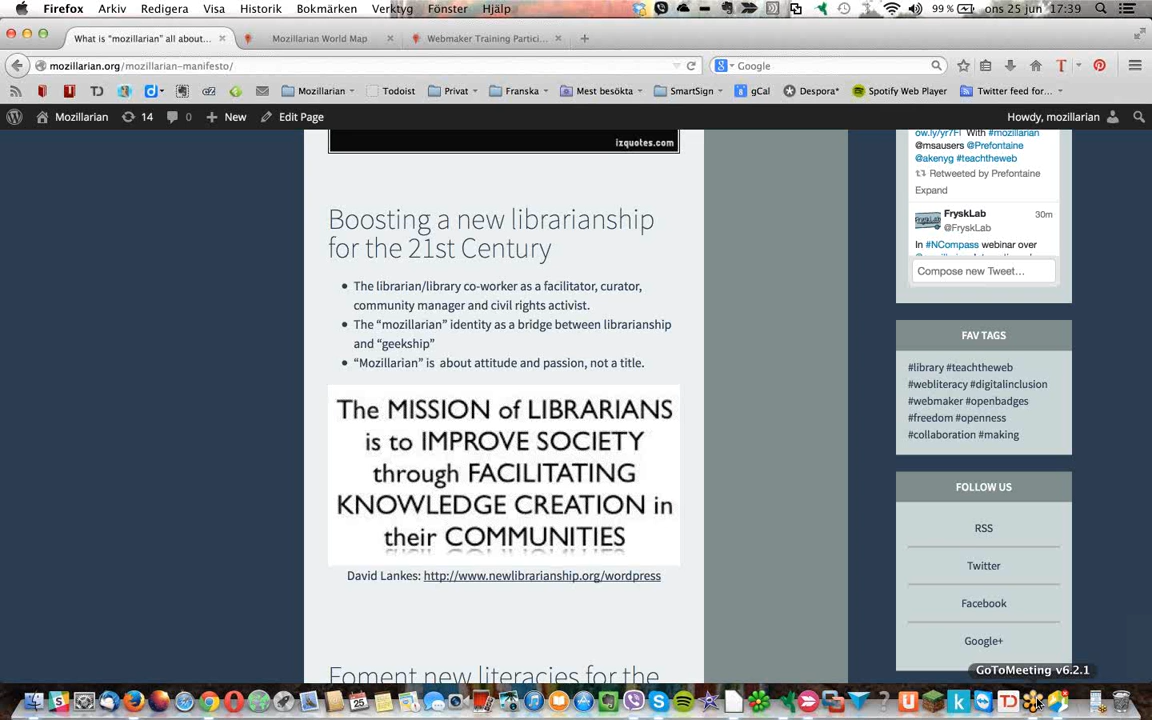 Firefox Arkiv Redigera Visa Historik Bokmärken Verktyg Fönster Hjälp 99 % ons 25 jun 17:39
What is "mozillarian" all about... Mozillarian World Map Webmaker Training Partici...
mozillarian.org/mozillarian-manifesto/ Google
Mozillarian Todoist Privat Franska Mest besökta SmartSign gCal Despora* Spotify Web Player Twitter feed for...
Mozillarian 14 0 New Edit Page Howdy, mozillarian
izquotes.com
Boosting a new librarianship
for the 21st Century
The librarian/library co-worker as a facilitator, curator,
community manager and civil rights activist.
The “mozillarian” identity as a bridge between librarianship
and “geekship”
“Mozillarian” is about attitude and passion, not a title.
The MISSION of LIBRARIANS
is to IMPROVE SOCIETY
through FACILITATING
KNOWLEDGE CREATION in
their COMMUNITIES
David Lankes: http://www.newlibrarianship.org/wordpress
Foment new literacies for the
ow.ly/yr7Fl With #mozillarian
@msausers @Prefontaine
@akenyg #teachtheweb
Retweeted by Prefontaine
Expand
FryskLab 30m
@FryskLab
In #NCompass webinar over
Compose new Tweet...
FAV TAGS
#library #teachtheweb
#webliteracy #digitalinclusion
#webmaker #openbadges
#freedom #openness
#collaboration #making
FOLLOW US
RSS
Twitter
Facebook
Google+
GoToMeeting v6.2.1